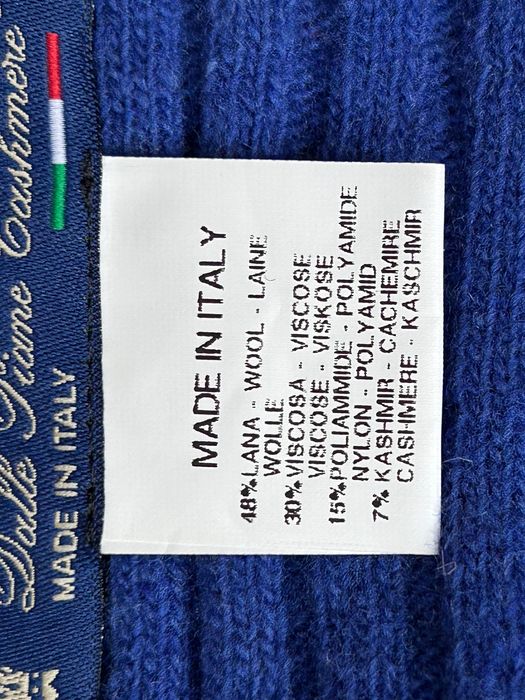 Dalle Piane Cashmere
MADE IN ITALY
MADE IN ITALY
48% LANA - WOOL - LAINE
WOLLE
30% VISCOSA - VISCOSE
VISCOSE - VISKOSE
15% POLIAMMIDE - POLYAMIDE
NYLON - POLYAMID
7% KASHMIR - CACHEMIRE
CASHMERE - KASCHMIR